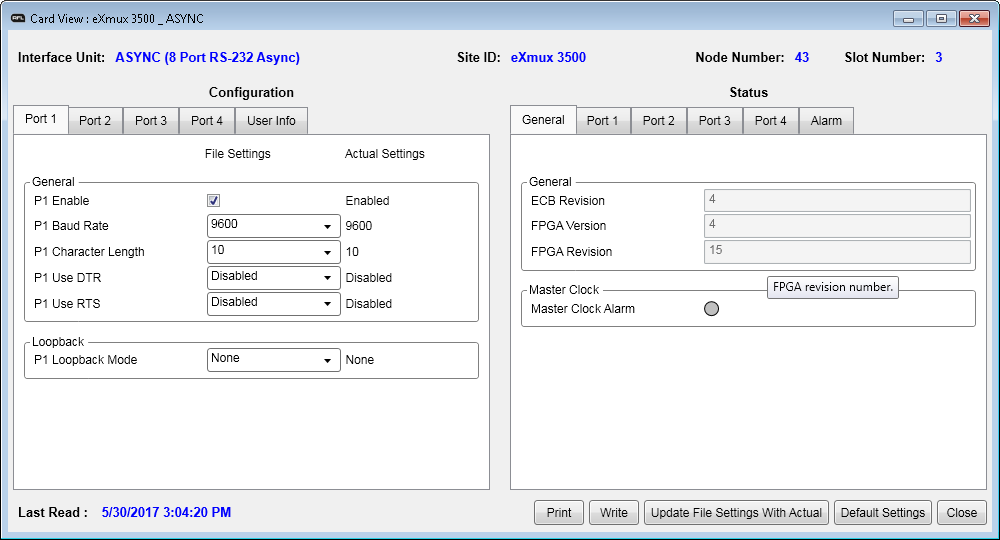 AFL Card View : eXmux 3500 _ ASYNC
Interface Unit: ASYNC (8 Port RS-232 Async) Site ID: eXmux 3500 Node Number: 43 Slot Number: 3
Configuration
Port 1 Port 2 Port 3 Port 4 User Info
File Settings Actual Settings
General
P1 Enable Enabled
P1 Baud Rate 9600 9600
P1 Character Length 10 10
P1 Use DTR Disabled Disabled
P1 Use RTS Disabled Disabled
Loopback
P1 Loopback Mode None None
Status
General Port 1 Port 2 Port 3 Port 4 Alarm
General
ECB Revision 4
FPGA Version 4
FPGA Revision 15
FPGA revision number.
Master Clock
Master Clock Alarm
Last Read : 5/30/2017 3:04:20 PM
Print Write Update File Settings With Actual Default Settings Close